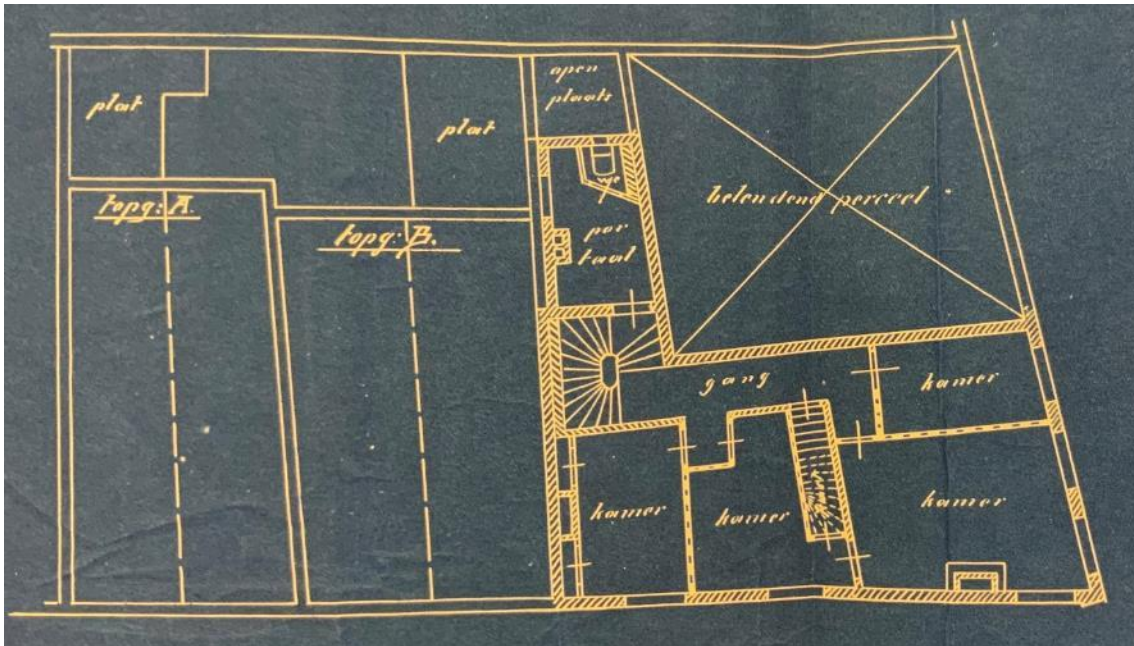 open
plaats
plat
plat
topg: A.
topg: B.
belendend perceel
por
taal
gang
kamer
kamer
kamer
kamer